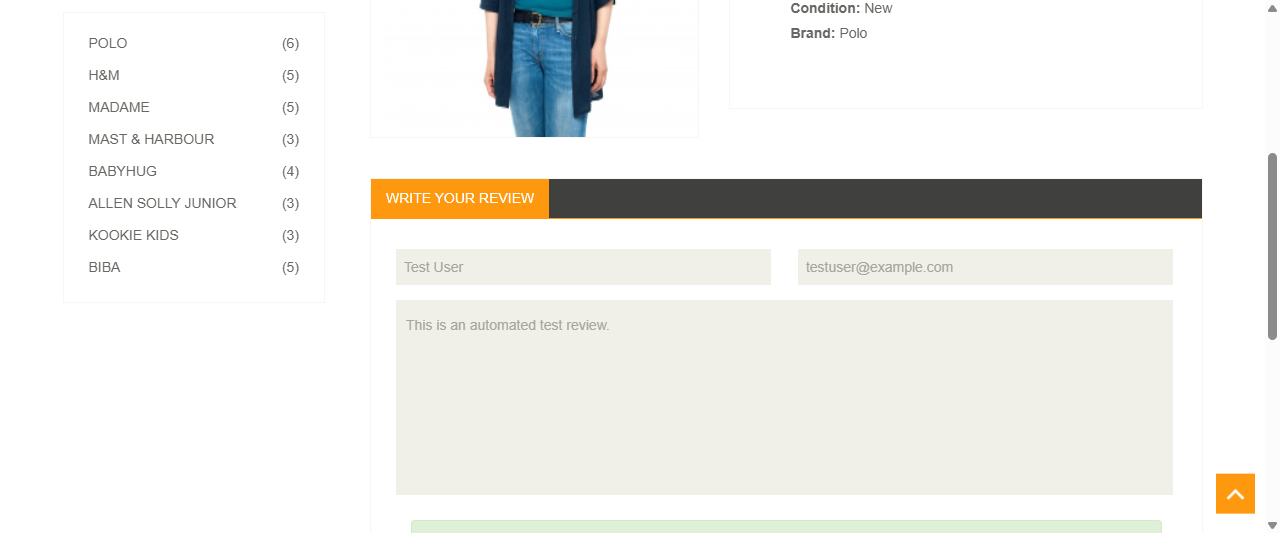 POLO (6)
H&M (5)
MADAME (5)
MAST & HARBOUR (3)
BABYHUG (4)
ALLEN SOLLY JUNIOR (3)
KOOKIE KIDS (3)
BIBA (5)
Condition: New
Brand: Polo
WRITE YOUR REVIEW
Test User
testuser@example.com
This is an automated test review.